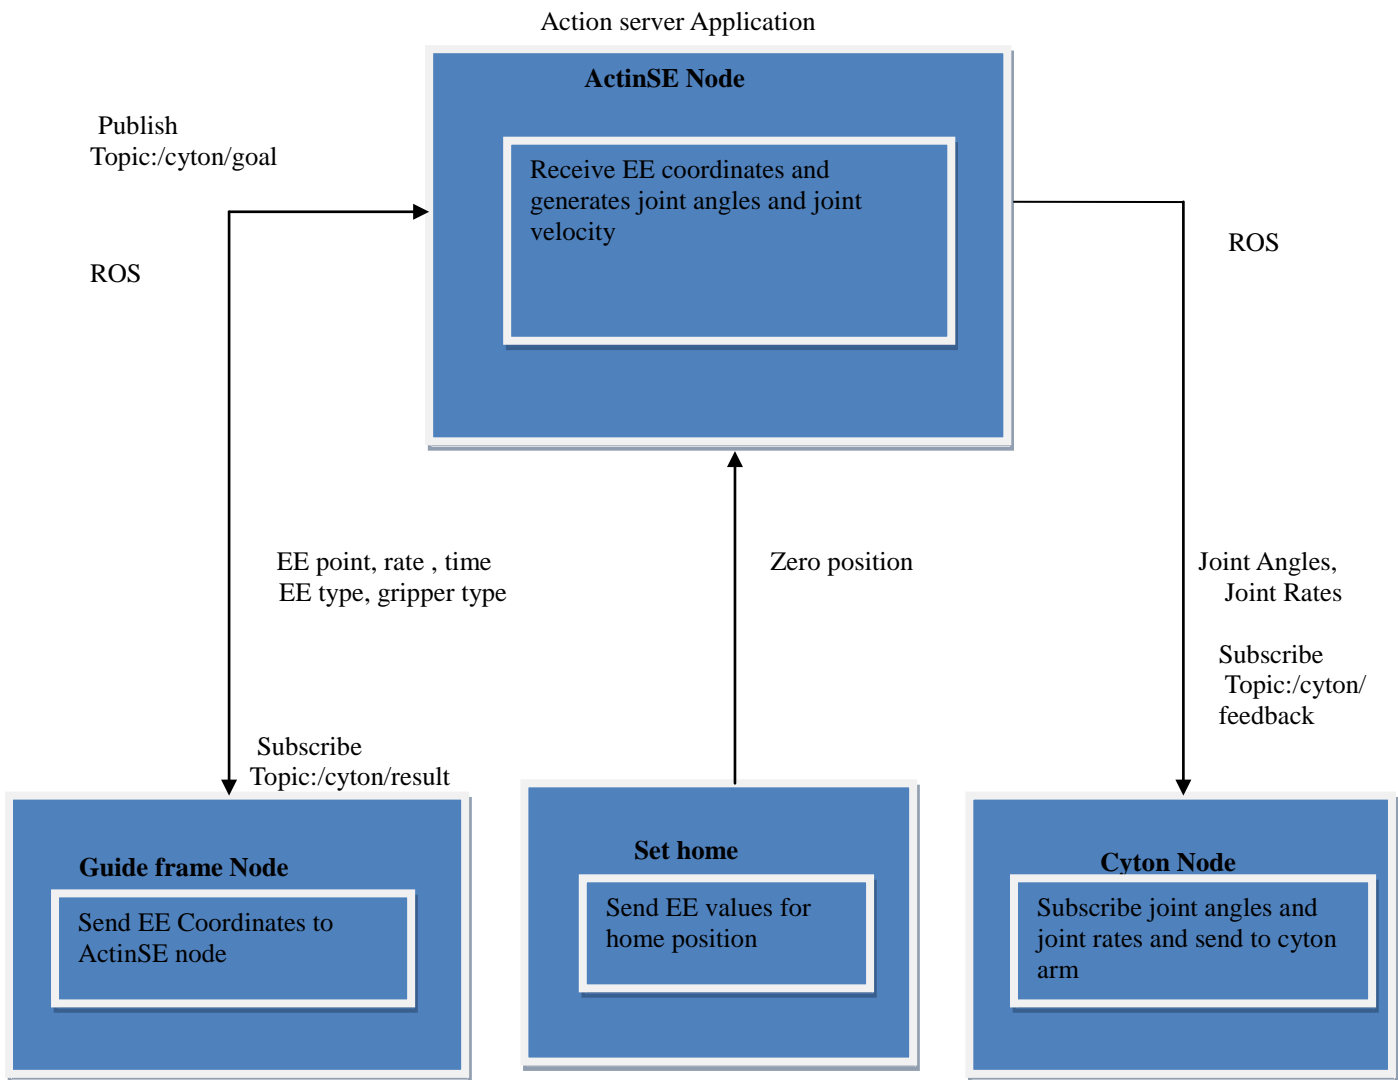 Action server Application
ActinSE Node
Receive EE coordinates and
generates joint angles and joint
velocity
Publish
Topic:/cyton/goal
ROS
ROS
EE point, rate , time
EE type, gripper type
Zero position
Joint Angles,
Joint Rates
Subscribe
Topic:/cyton/
feedback
Subscribe
Topic:/cyton/result
Guide frame Node
Send EE Coordinates to
ActinSE node
Set home
Send EE values for
home position
Cyton Node
Subscribe joint angles and
joint rates and send to cyton
arm